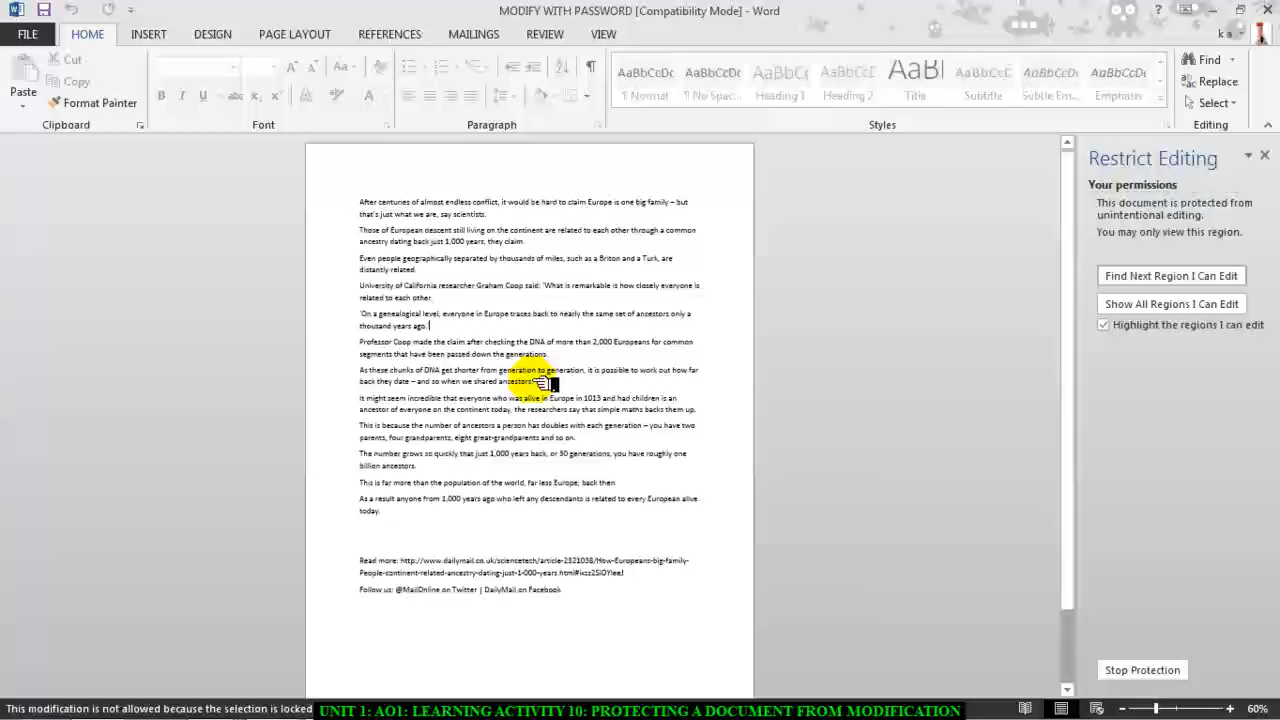 MODIFY WITH PASSWORD [Compatibility Mode] - Word
FILE HOME INSERT DESIGN PAGE LAYOUT REFERENCES MAILINGS REVIEW VIEW
Paste
Cut
Copy
Format Painter
Clipboard
Font
Paragraph
AaBbCcDc AaBbCcDc AaBbCc AaBbCcC AaBl AaBbCcD AaBbCcDc
¶ Normal ¶ No Spac... Heading 1 Heading 2 Title Subtitle Subtle Em... Emphasis
Styles
Find
Replace
Select
Editing
After centuries of almost endless conflict, it would be hard to claim Europe is one big family – but
that's just what we are, say scientists.
Those of European descent still living on the continent are related to each other through a common
ancestry dating back just 1,000 years, they claim.
Even people geographically separated by thousands of miles, such as a Briton and a Turk, are
distantly related.
University of California researcher Graham Coop said: 'What is remarkable is how closely everyone is
related to each other.
'On a genealogical level, everyone in Europe traces back to nearly the same set of ancestors only a
thousand years ago.
Professor Coop made the claim after checking the DNA of more than 2,000 Europeans for common
segments that have been passed down the generations.
As these chunks of DNA get shorter from generation to generation, it is possible to work out how far
back they date – and so when we shared ancestors.
It might seem incredible that everyone who was alive in Europe in 1013 and had children is an
ancestor of everyone on the continent today, the researchers say that simple maths backs them up.
This is because the number of ancestors a person has doubles with each generation – you have two
parents, four grandparents, eight great-grandparents and so on.
The number grows so quickly that just 1,000 years back, or 30 generations, you have roughly one
billion ancestors.
This is far more than the population of the world, far less Europe, back then
As a result anyone from 1,000 years ago who left any descendants is related to every European alive
today.
Read more: http://www.dailymail.co.uk/sciencetech/article-2321038/How-Europeans-big-family-
Follow us: @MailOnline on Twitter | DailyMail on Facebook
Restrict Editing
Your permissions
This document is protected from
unintentional editing.
You may only view this region.
Find Next Region I Can Edit
Show All Regions I Can Edit
Highlight the regions I can edit
Stop Protection
This modification is not allowed because the selection is locked
UNIT 1: AO1: LEARNING ACTIVITY 10: PROTECTING A DOCUMENT FROM MODIFICATION
60%